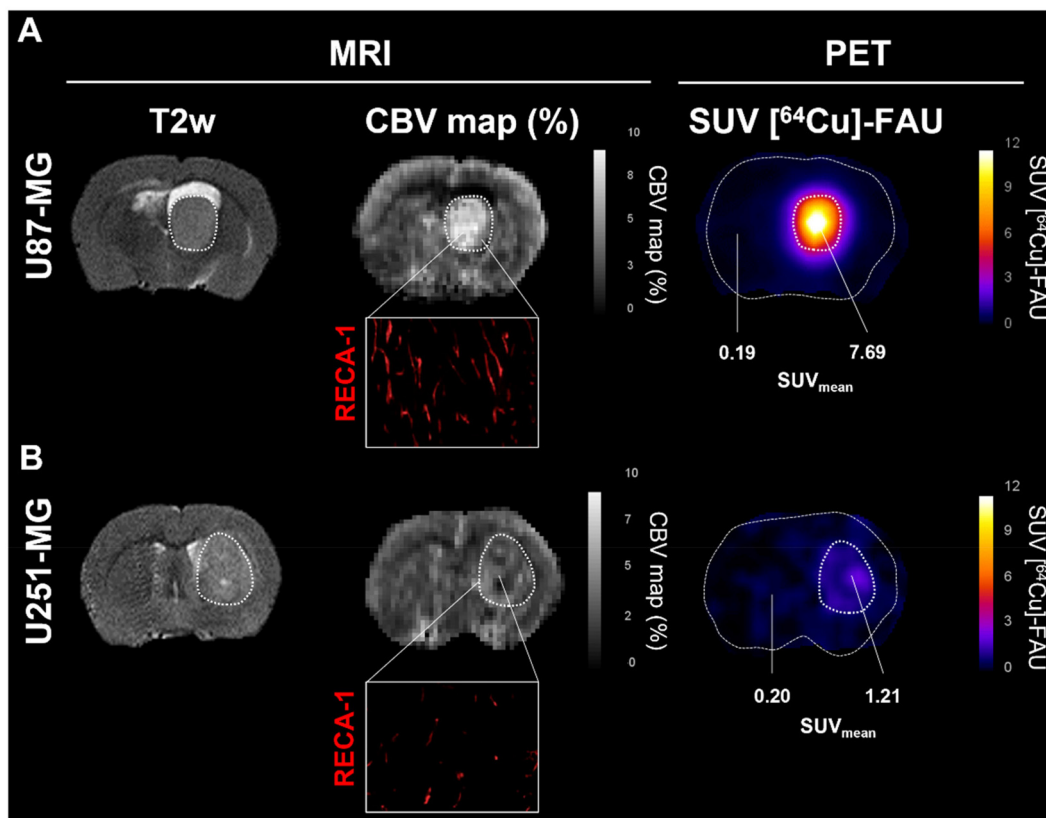 A
MRI
PET
T2w
CBV map (%)
SUV [⁶⁴Cu]-FAU
U87-MG
10
8
5
3
0
CBV map (%)
12
9
6
3
0
SUV [⁶⁴Cu]-FAU
RECA-1
0.19
7.69
SUVmean
B
U251-MG
10
7
5
2
0
CBV map (%)
12
9
6
3
0
SUV [⁶⁴Cu]-FAU
RECA-1
0.20
1.21
SUVmean